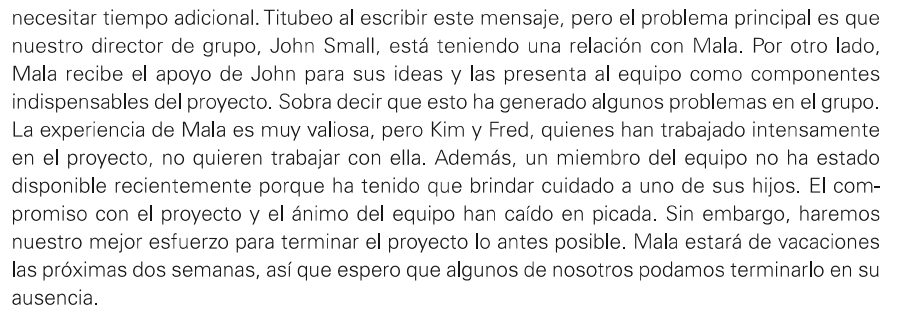 necesitar tiempo adicional. Titubeo al escribir este mensaje, pero el problema principal es que
nuestro director de grupo, John Small, está teniendo una relación con Mala. Por otro lado,
Mala recibe el apoyo de John para sus ideas y las presenta al equipo como componentes
indispensables del proyecto. Sobra decir que esto ha generado algunos problemas en el grupo.
La experiencia de Mala es muy valiosa, pero Kim y Fred, quienes han trabajado intensamente
en el proyecto, no quieren trabajar con ella. Además, un miembro del equipo no ha estado
disponible recientemente porque ha tenido que brindar cuidado a uno de sus hijos. El com-
promiso con el proyecto y el ánimo del equipo han caído en picada. Sin embargo, haremos
nuestro mejor esfuerzo para terminar el proyecto lo antes posible. Mala estará de vacaciones
las próximas dos semanas, así que espero que algunos de nosotros podamos terminarlo en su
ausencia.